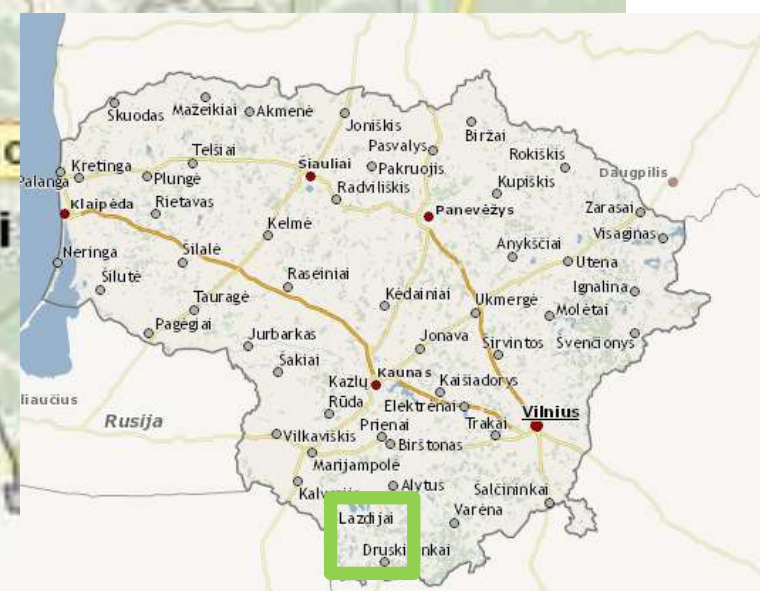 Skuodas
Mažeikiai
Akmenė
Joniškis
Biržai
Pasvalys
Rokiškis
Telšiai
Šiauliai
Pakruojis
Daugpilis
Kretinga
Palanga
Plungė
Radviliškis
Kupiškis
Klaipėda
Rietavas
Panevėžys
Zarasai
Kelmė
Visaginas
Anykščiai
Neringa
Šilalė
Utena
Šilutė
Raseiniai
Ignalina
Tauragė
Kėdainiai
Ukmergė
Molėtai
Pagėgiai
Jurbarkas
Jonava
Širvintos
Švenčionys
Šakiai
Kazlų
Rūda
Kaunas
Kaišiadorys
liaučius
Elektrėnai
Vilnius
Rusija
Prienai
Trakai
Vilkaviškis
Birštonas
Marijampolė
Alytus
Šalčininkai
Lazdijai
Varėna